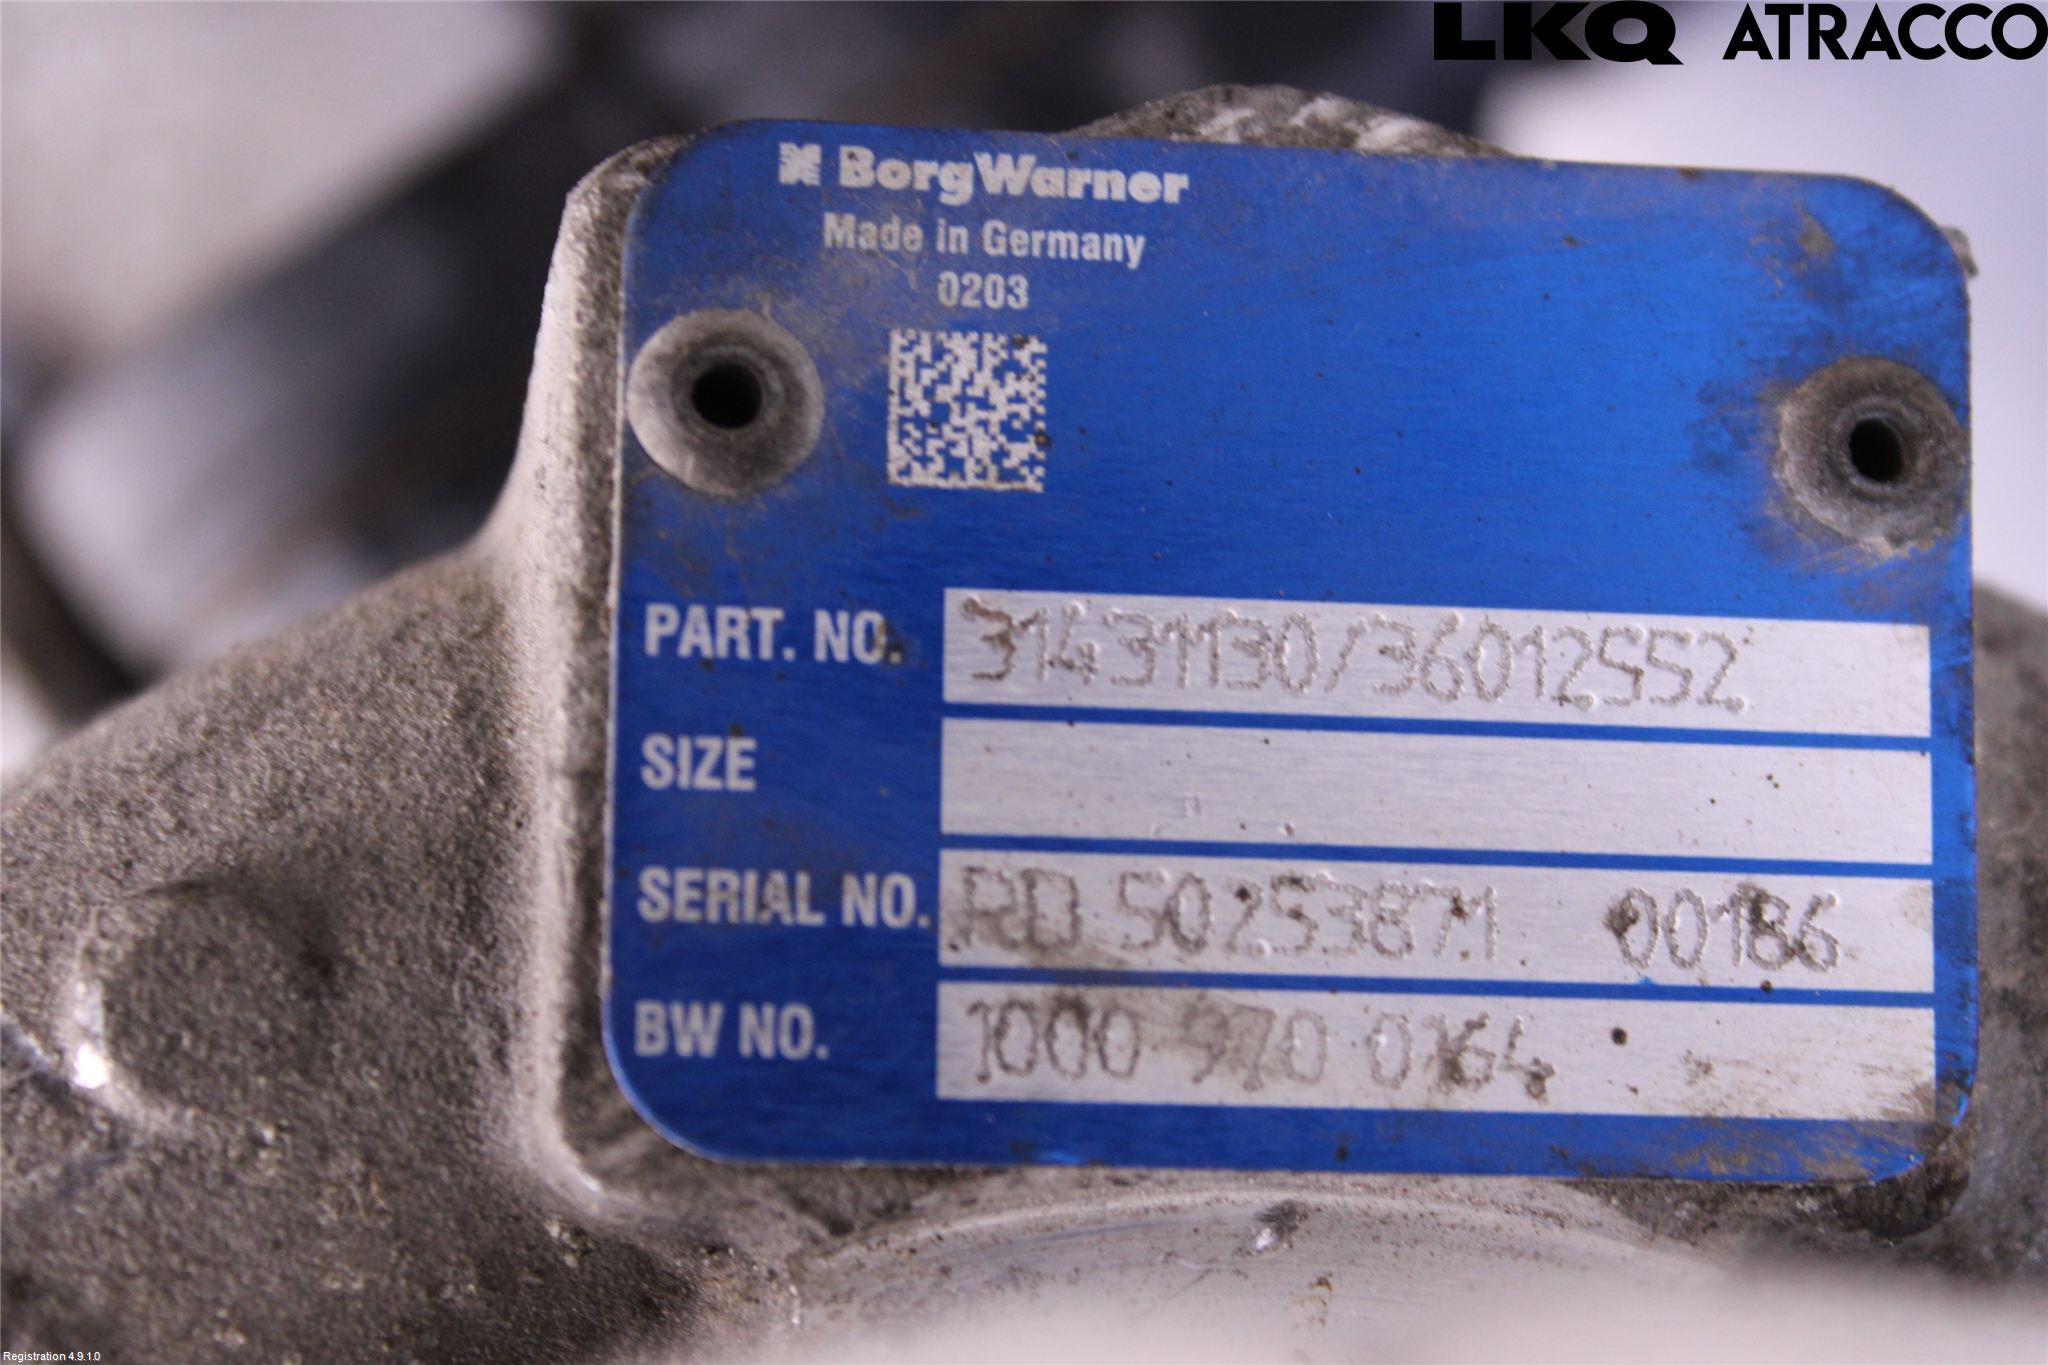 LKQ ATRACCO
BorgWarner
Made in Germany
0203
PART. NO. 31431130/36012552
SIZE
SERIAL NO. RD 50253871 00186
BW NO. 1000 970 0164
Registration 4.9.1.0